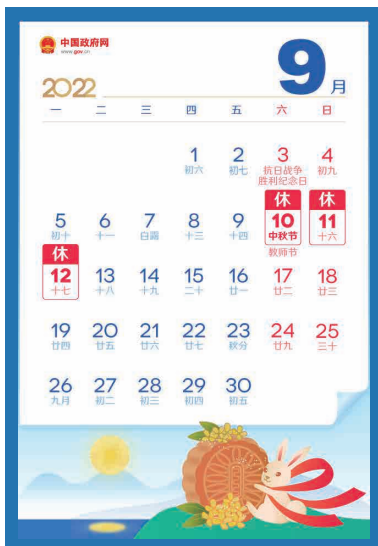 中国政府网
www.gov.cn
2022
9月
一 二 三 四 五 六 日
1 2 3 4
初六 初七 抗日战争 初九
胜利纪念日
休 休
5 6 7 8 9 10 11
初十 十一 白露 十三 十四 中秋节 十六
教师节
休
12 13 14 15 16 17 18
十七 十八 十九 二十 廿一 廿二 廿三
19 20 21 22 23 24 25
廿四 廿五 廿六 廿七 秋分 廿九 三十
26 27 28 29 30
九月 初二 初三 初四 初五